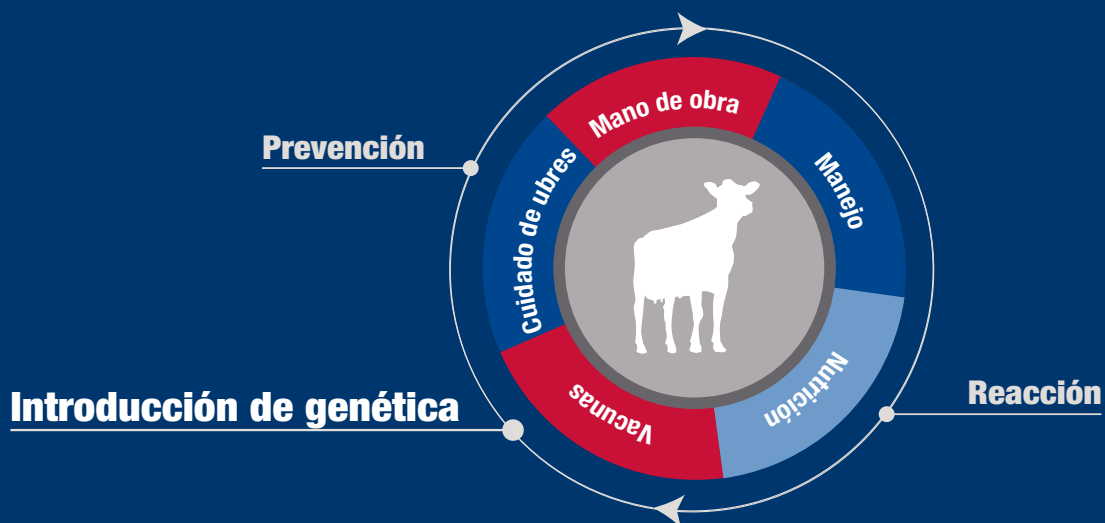 Mano de obra
Prevención
Manejo
Cuidado de ubres
Introducción de genética
Nutrición
Reacción
Vacunas